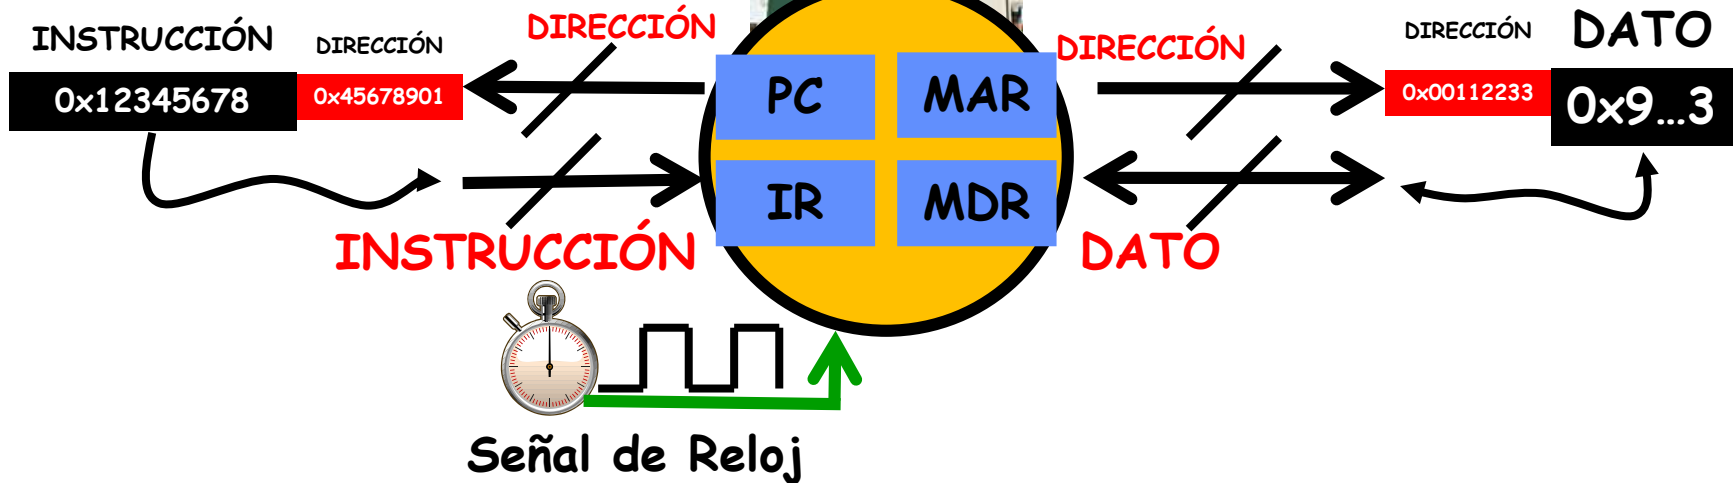 INSTRUCCIÓN
DIRECCIÓN
0x12345678
0x45678901
DIRECCIÓN
INSTRUCCIÓN
PC
MAR
IR
MDR
DIRECCIÓN
DATO
DIRECCIÓN
DATO
0x00112233
0x9...3
Señal de Reloj